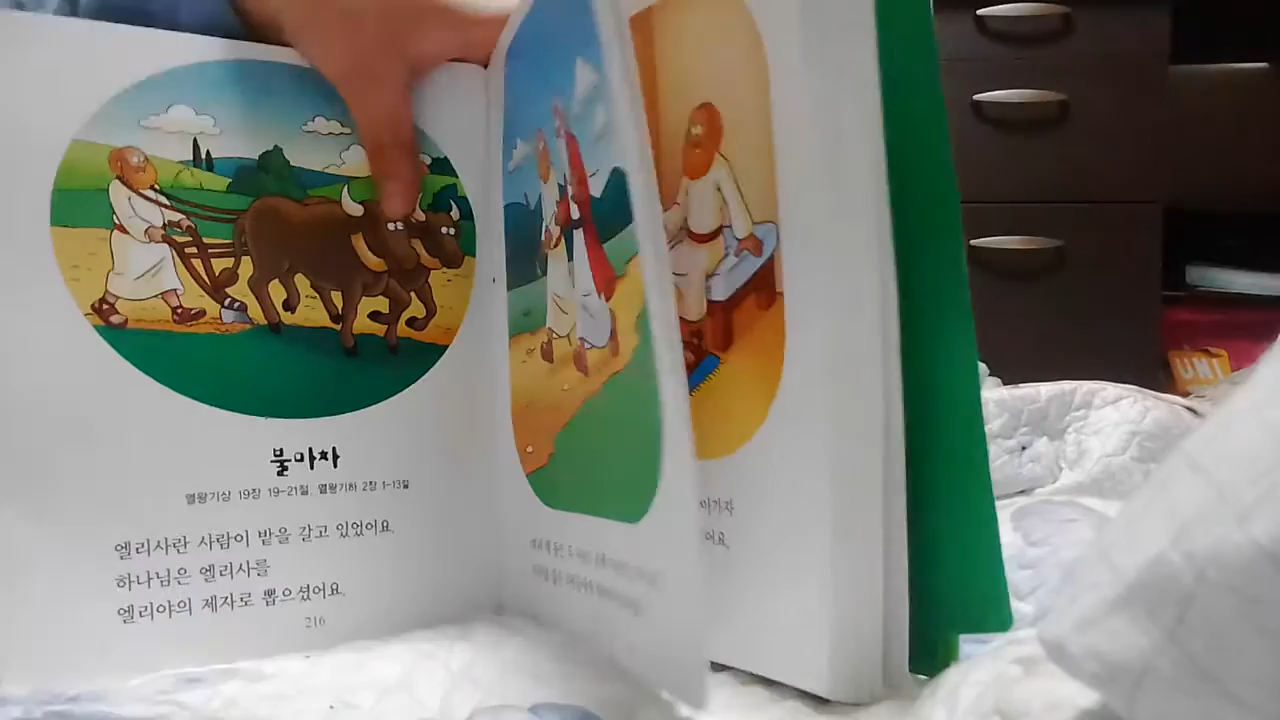 불마차
열왕기상 19장 19-21절, 열왕기하 2장 1-13절
엘리사란 사람이 밭을 갈고 있었어요.
하나님은 엘리사를
엘리야의 제자로 뽑으셨어요.
216
어요.
UNI